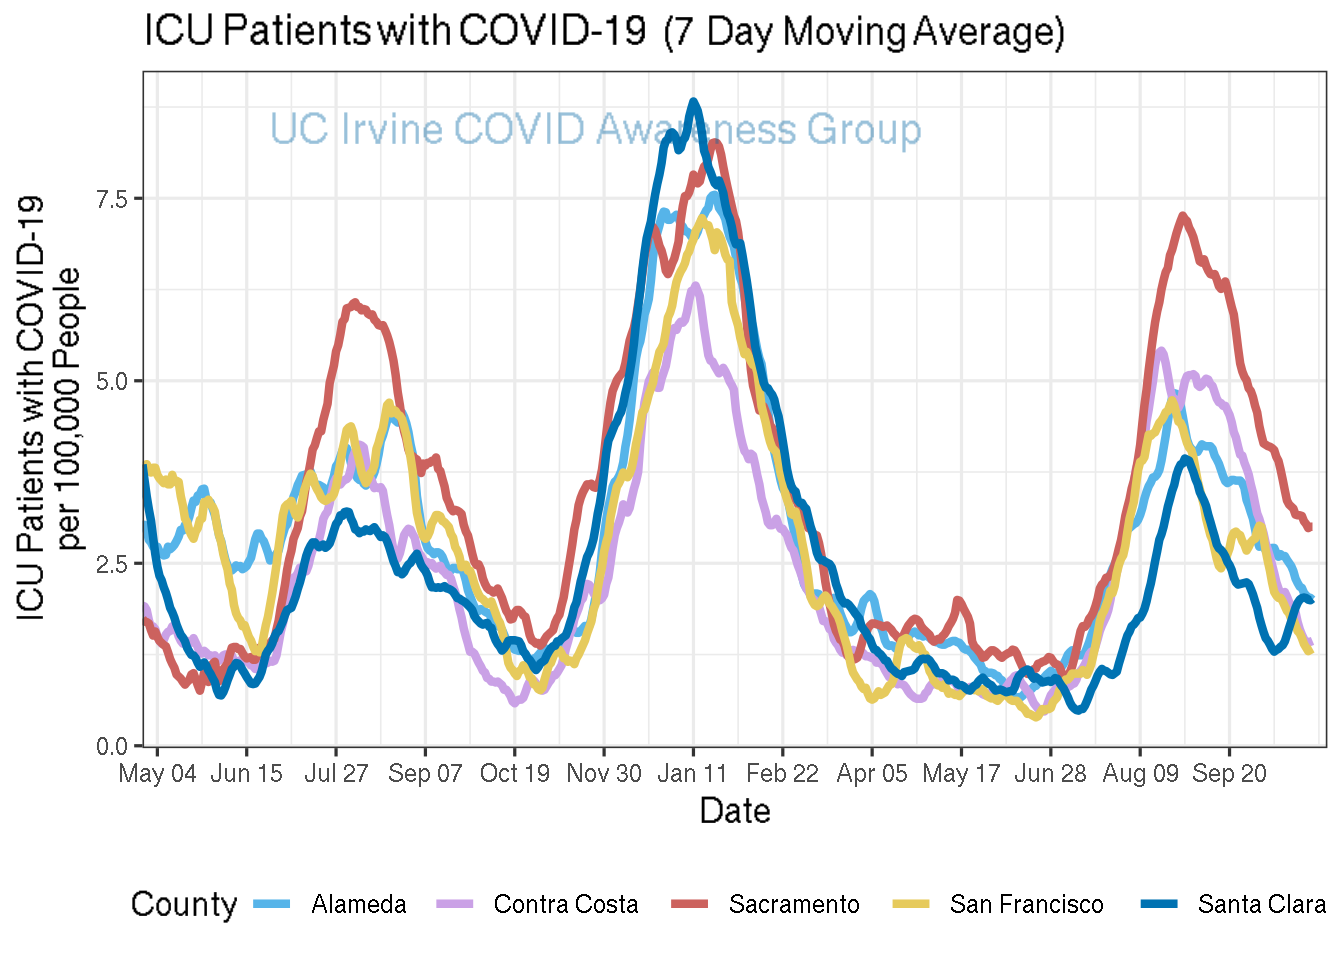 ICU Patients with COVID-19 (7 Day Moving Average)
UC Irvine COVID Awareness Group
ICU Patients with COVID-19
per 100,000 People
7.5
5.0
2.5
0.0
May 04 Jun 15 Jul 27 Sep 07 Oct 19 Nov 30 Jan 11 Feb 22 Apr 05 May 17 Jun 28 Aug 09 Sep 20
Date
County Alameda Contra Costa Sacramento San Francisco Santa Clara